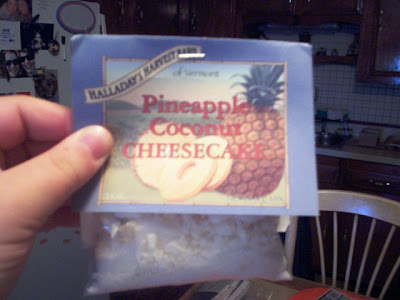 HALLADAY'S HARVEST BARN
of Vermont
Pineapple
Coconut
CHEESECAKE